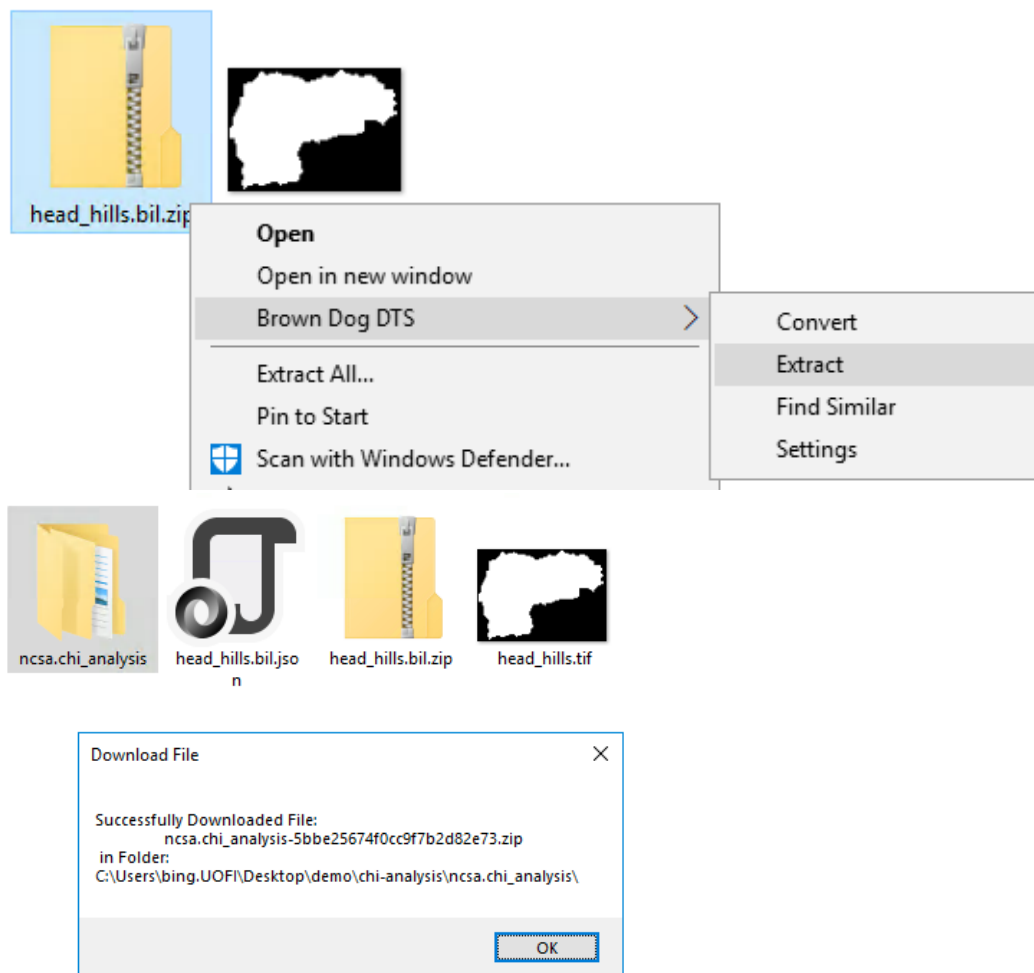 head_hills.bil.zip
Open
Open in new window
Brown Dog DTS
Convert
Extract All...
Extract
Pin to Start
Find Similar
Scan with Windows Defender...
Settings
ncsa.chi_analysis
head_hills.bil.jso
n
head_hills.bil.zip
head_hills.tif
Download File
Successfully Downloaded File:
ncsa.chi_analysis-5bbe25674f0cc9f7b2d82e73.zip
in Folder:
C:\Users\bing.UOFI\Desktop\demo\chi-analysis\ncsa.chi_analysis\
OK